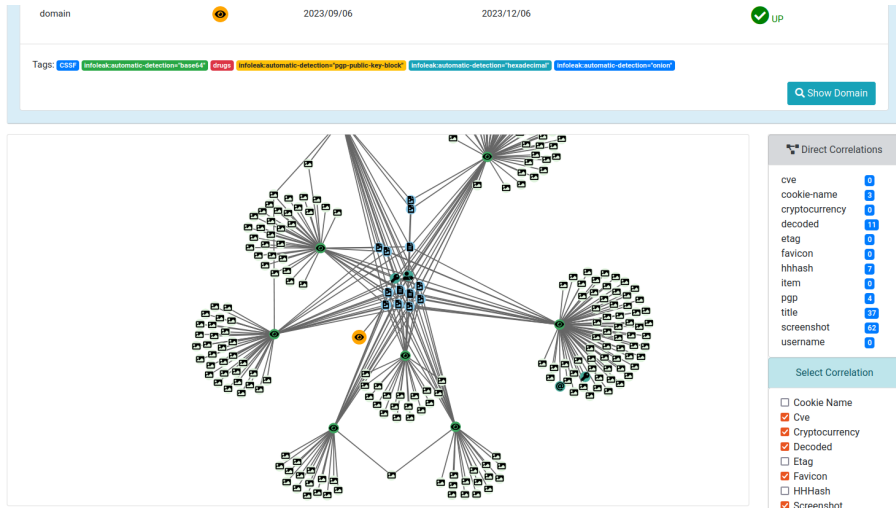 domain 2023/09/06 2023/12/06 UP
Tags: CSSF infoleak:automatic-detection="base64" drugs infoleak:automatic-detection="pgp-public-key-block" infoleak:automatic-detection="hexadecimal" infoleak:automatic-detection="onion"
Show Domain
Direct Correlations
cve 0
cookie-name 3
cryptocurrency 0
decoded 11
etag 0
favicon 0
hhhash 7
item 0
pgp 4
title 37
screenshot 62
username 0
Select Correlation
Cookie Name
Cve
Cryptocurrency
Decoded
Etag
Favicon
HHHash
Screenshot